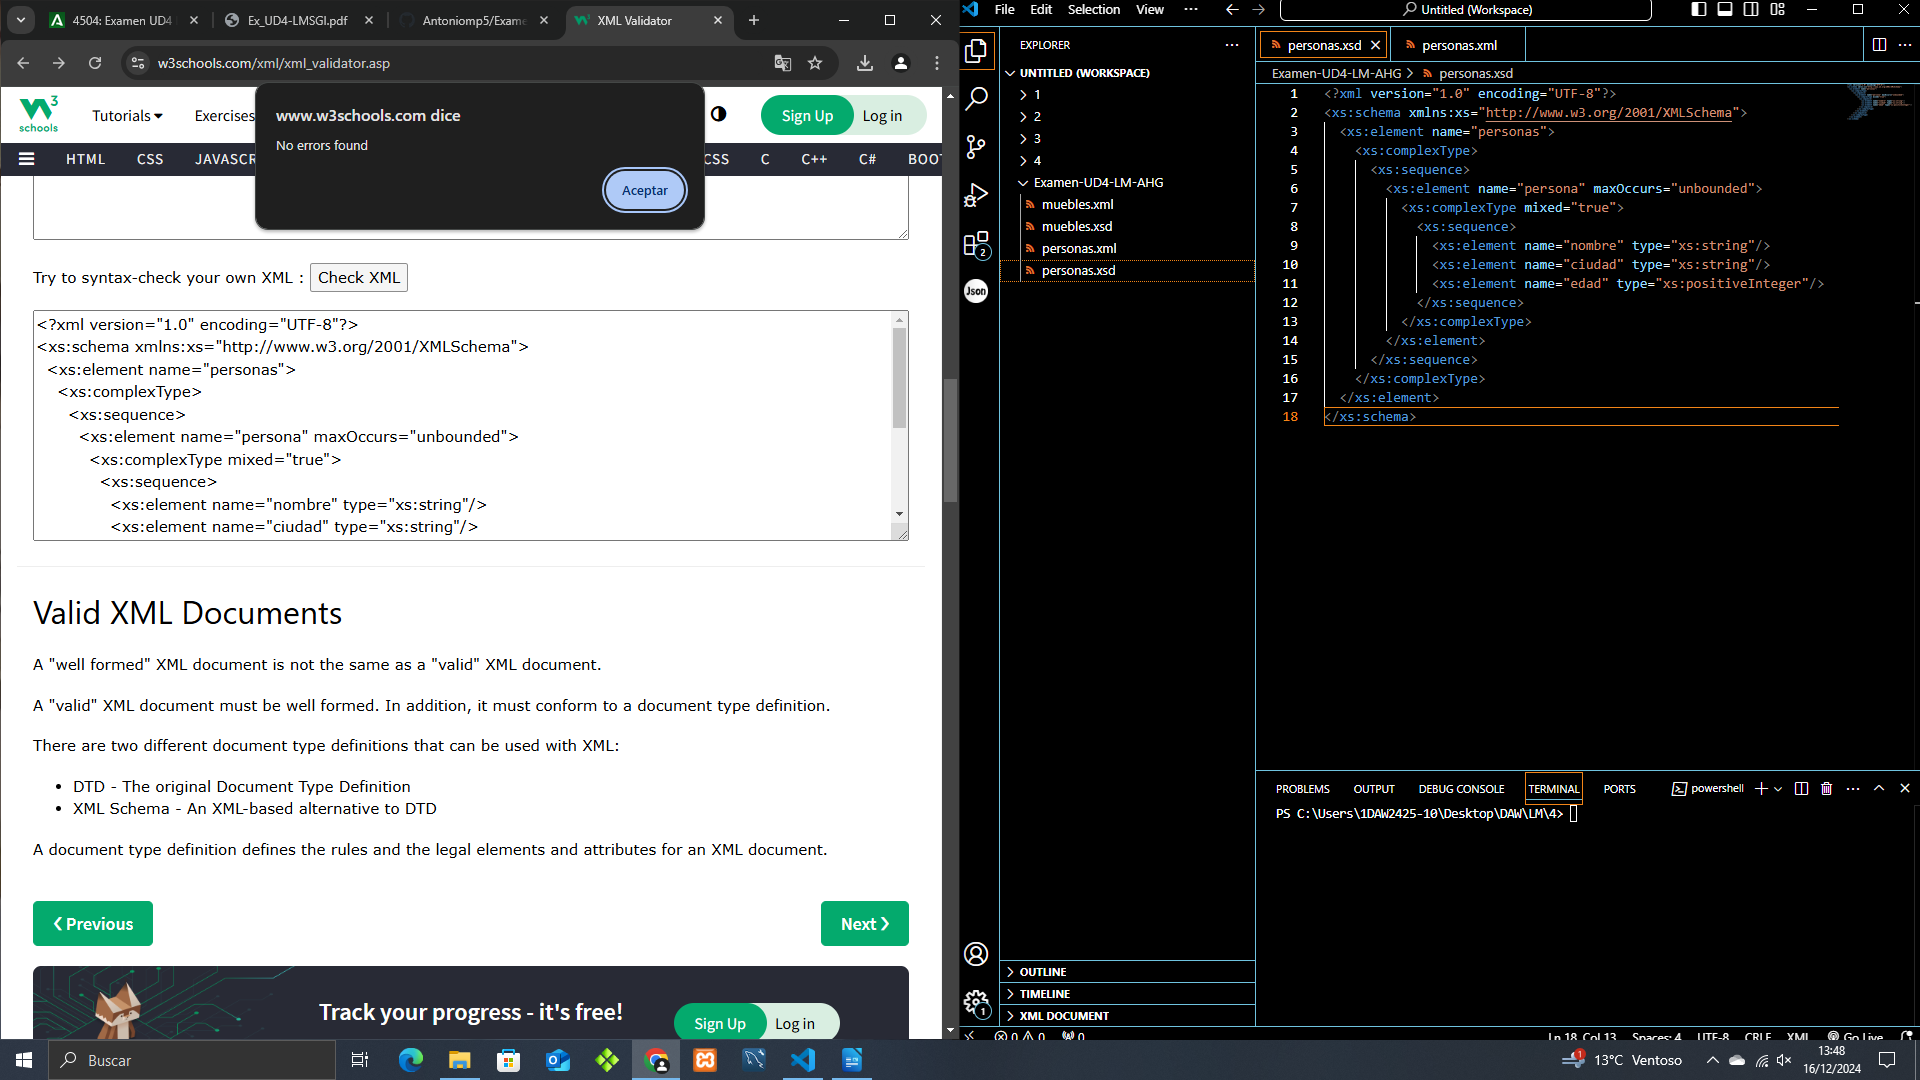 4504: Examen UD4
Ex_UD4-LMSGI.pdf
Antoniomp5/Exame
XML Validator
w3schools.com/xml/xml_validator.asp
W3
schools
Tutorials
Exercises
Sign Up
Log in
HTML
CSS
JAVASCR
CSS
C
C++
C#
BOOT
www.w3schools.com dice
No errors found
Aceptar
Try to syntax-check your own XML :
Check XML
<?xml version="1.0" encoding="UTF-8"?>
<xs:schema xmlns:xs="http://www.w3.org/2001/XMLSchema">
<xs:element name="personas">
<xs:complexType>
<xs:sequence>
<xs:element name="persona" maxOccurs="unbounded">
<xs:complexType mixed="true">
<xs:sequence>
<xs:element name="nombre" type="xs:string"/>
<xs:element name="ciudad" type="xs:string"/>
Valid XML Documents
A "well formed" XML document is not the same as a "valid" XML document.
A "valid" XML document must be well formed. In addition, it must conform to a document type definition.
There are two different document type definitions that can be used with XML:
• DTD - The original Document Type Definition
• XML Schema - An XML-based alternative to DTD
A document type definition defines the rules and the legal elements and attributes for an XML document.
❮ Previous
Next ❯
Track your progress - it's free!
Sign Up
Log in
File
Edit
Selection
View
Untitled (Workspace)
EXPLORER
UNTITLED (WORKSPACE)
1
2
3
4
Examen-UD4-LM-AHG
muebles.xml
muebles.xsd
personas.xml
personas.xsd
2
Json
OUTLINE
TIMELINE
XML DOCUMENT
1
personas.xsd
personas.xml
Examen-UD4-LM-AHG > personas.xsd
1 <?xml version="1.0" encoding="UTF-8"?>
2 <xs:schema xmlns:xs="http://www.w3.org/2001/XMLSchema">
3 <xs:element name="personas">
4 <xs:complexType>
5 <xs:sequence>
6 <xs:element name="persona" maxOccurs="unbounded">
7 <xs:complexType mixed="true">
8 <xs:sequence>
9 <xs:element name="nombre" type="xs:string"/>
10 <xs:element name="ciudad" type="xs:string"/>
11 <xs:element name="edad" type="xs:positiveInteger"/>
12 </xs:sequence>
13 </xs:complexType>
14 </xs:element>
15 </xs:sequence>
16 </xs:complexType>
17 </xs:element>
18 </xs:schema>
PROBLEMS
OUTPUT
DEBUG CONSOLE
TERMINAL
PORTS
powershell
PS C:\Users\1DAW2425-10\Desktop\DAW\LM\4>
0 0
0
Ln 18, Col 13
Spaces: 4
UTF-8
CRLF
XML
Go Live
Buscar
1
13°C Ventoso
13:48
16/12/2024